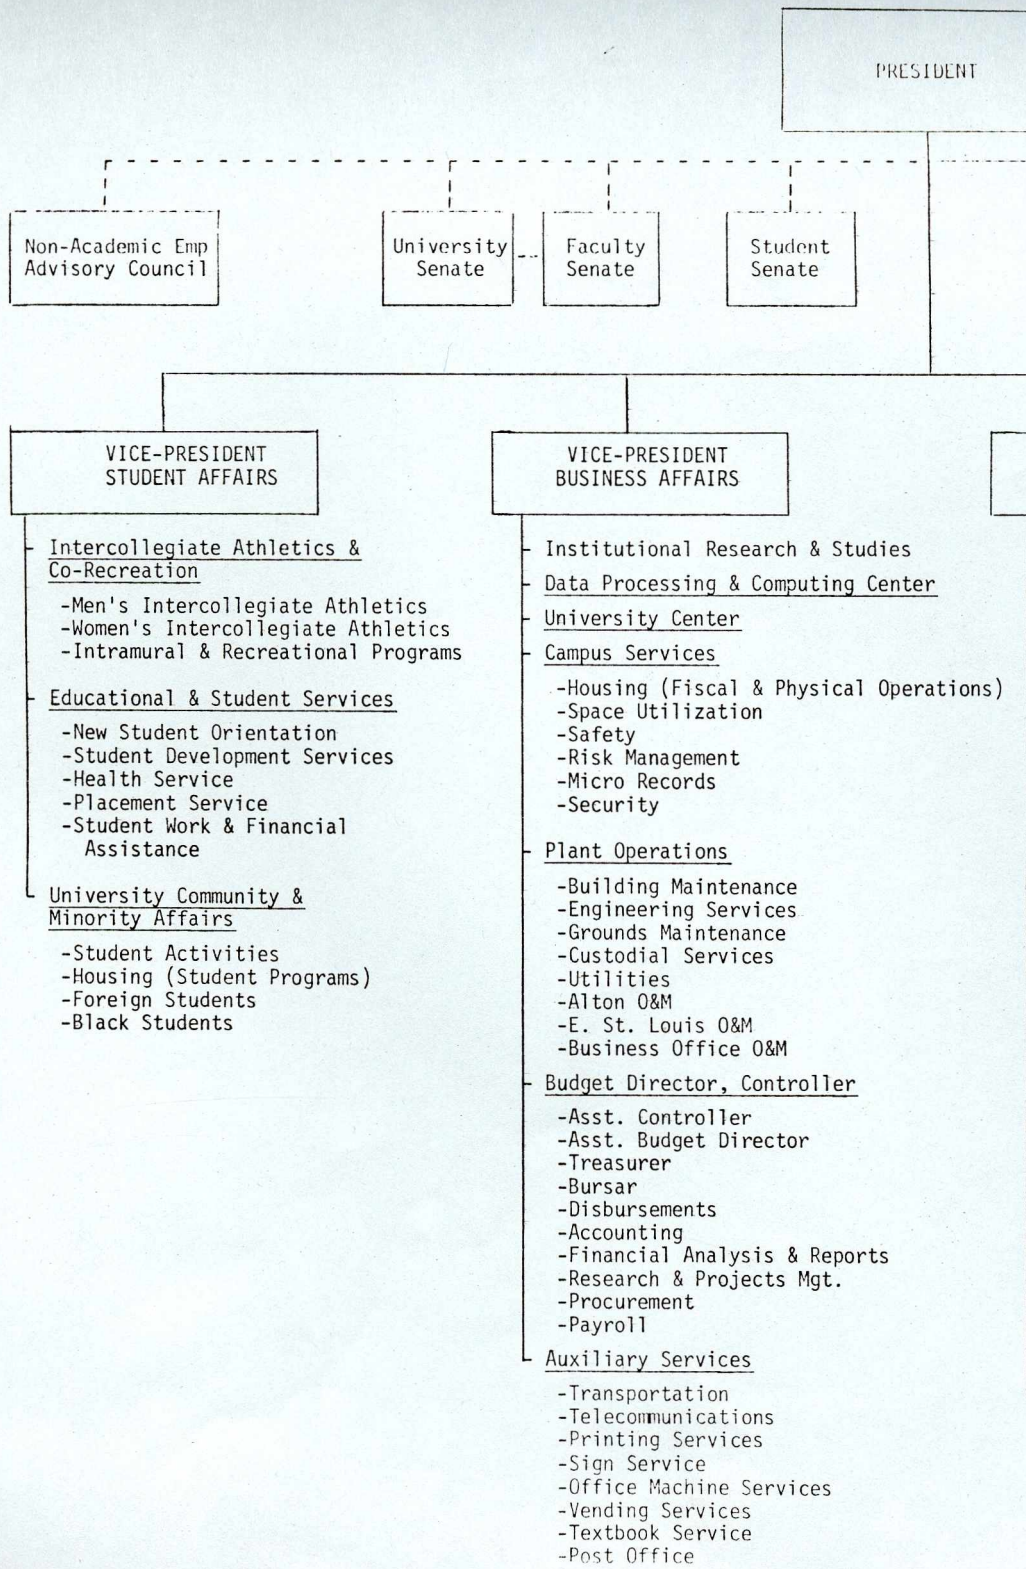 PRESIDENT
Non-Academic Emp
Advisory Council
University
Senate
Faculty
Senate
Student
Senate
VICE-PRESIDENT
STUDENT AFFAIRS
Intercollegiate Athletics &
Co-Recreation
-Men's Intercollegiate Athletics
-Women's Intercollegiate Athletics
-Intramural & Recreational Programs
Educational & Student Services
-New Student Orientation
-Student Development Services
-Health Service
-Placement Service
-Student Work & Financial
Assistance
University Community &
Minority Affairs
-Student Activities
-Housing (Student Programs)
-Foreign Students
-Black Students
VICE-PRESIDENT
BUSINESS AFFAIRS
Institutional Research & Studies
Data Processing & Computing Center
University Center
Campus Services
-Housing (Fiscal & Physical Operations)
-Space Utilization
-Safety
-Risk Management
-Micro Records
-Security
Plant Operations
-Building Maintenance
-Engineering Services
-Grounds Maintenance
-Custodial Services
-Utilities
-Alton O&M
-E. St. Louis O&M
-Business Office O&M
Budget Director, Controller
-Asst. Controller
-Asst. Budget Director
-Treasurer
-Bursar
-Disbursements
-Accounting
-Financial Analysis & Reports
-Research & Projects Mgt.
-Procurement
-Payroll
Auxiliary Services
-Transportation
-Telecommunications
-Printing Services
-Sign Service
-Office Machine Services
-Vending Services
-Textbook Service
-Post Office